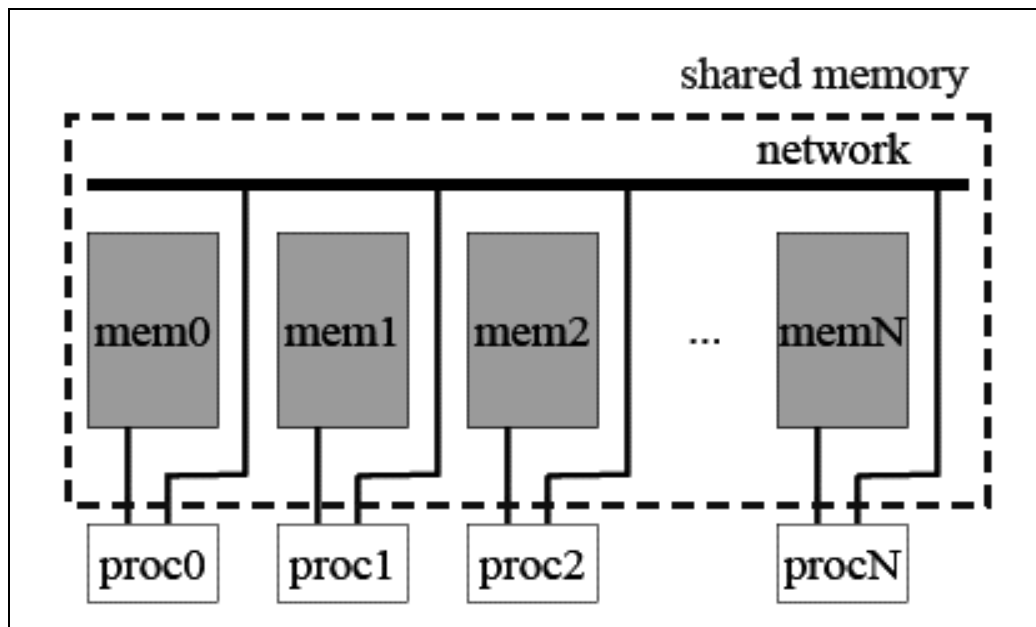 shared memory
network
mem0 mem1 mem2 ... memN
proc0 proc1 proc2 procN